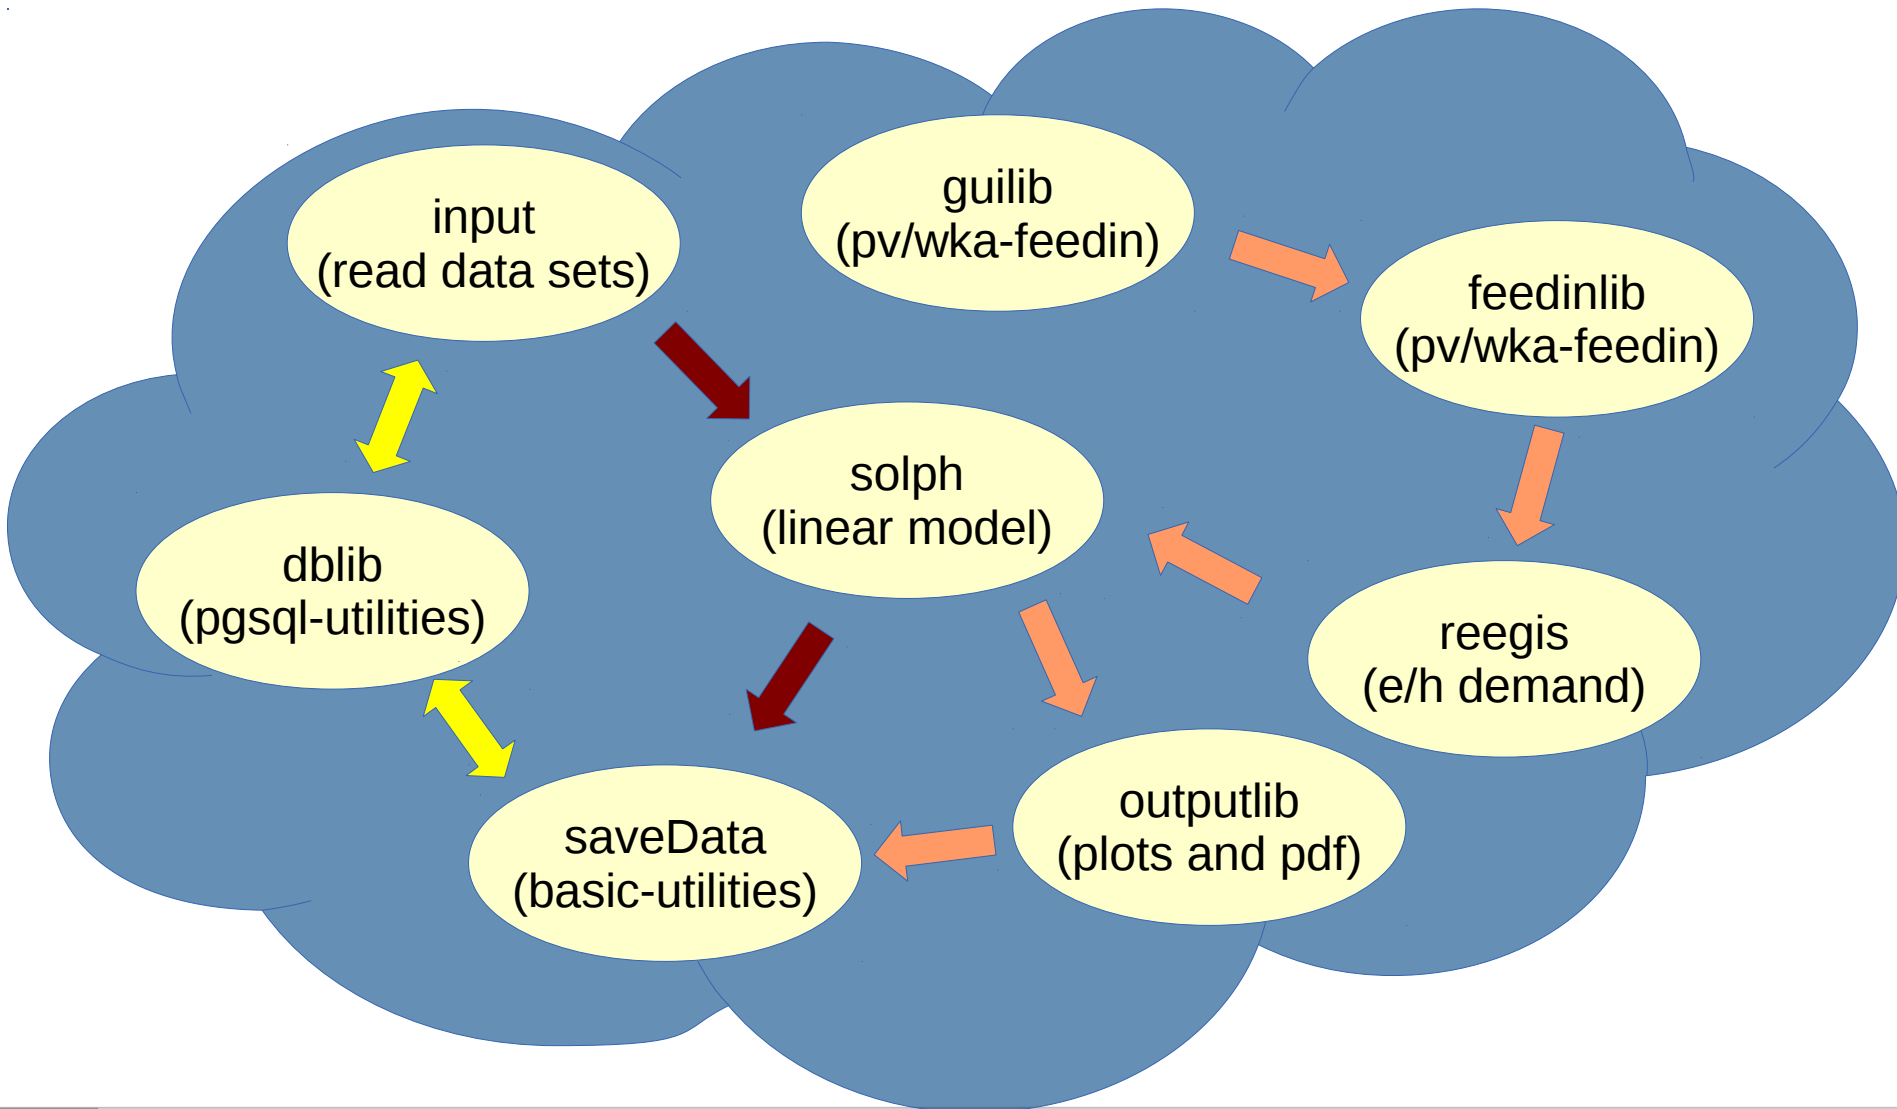 input
(read data sets)
guilib
(pv/wka-feedin)
feedinlib
(pv/wka-feedin)
solph
(linear model)
dblib
(pgsql-utilities)
reegis
(e/h demand)
outputlib
(plots and pdf)
saveData
(basic-utilities)